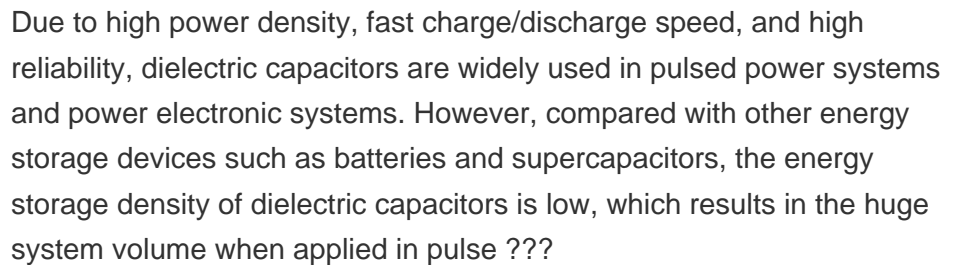 Due to high power density, fast charge/discharge speed, and high
reliability, dielectric capacitors are widely used in pulsed power systems
and power electronic systems. However, compared with other energy
storage devices such as batteries and supercapacitors, the energy
storage density of dielectric capacitors is low, which results in the huge
system volume when applied in pulse ???